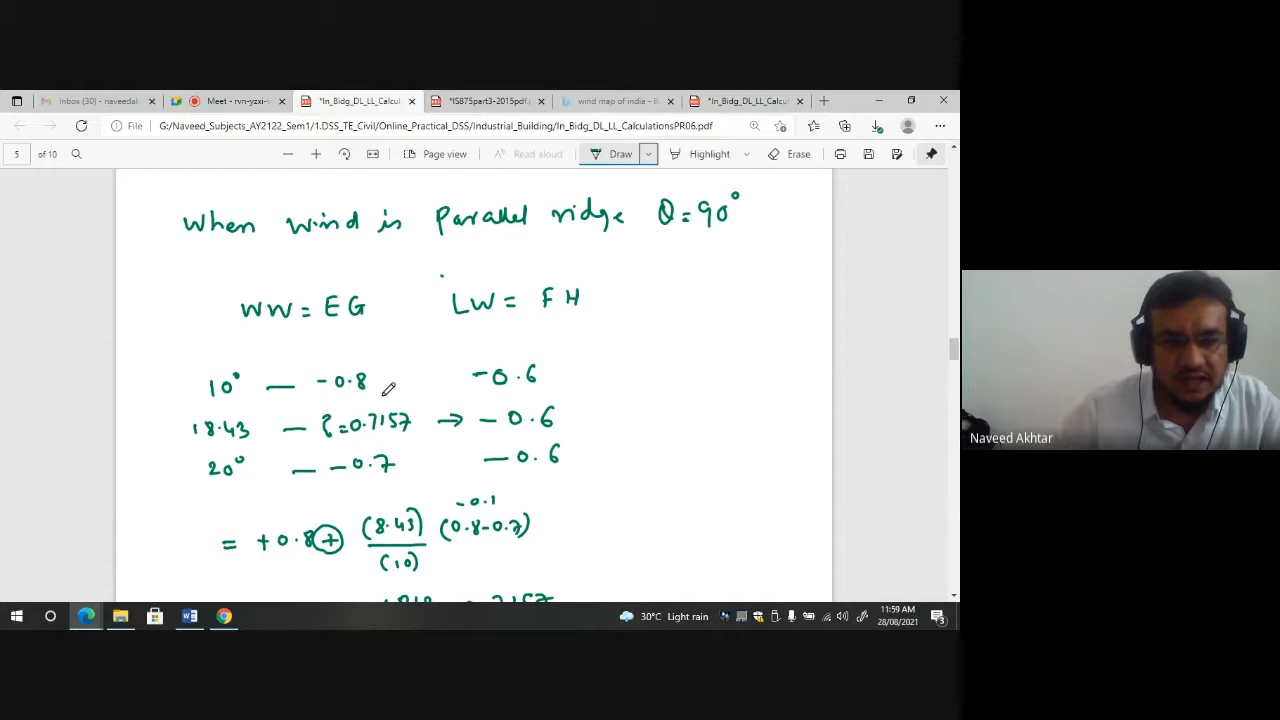 Inbox (30) - naveedak
Meet - rvn-yzxi-v
*In_Bidg_DL_LL_Calcul
*IS875part3-2015pdf.
wind map of india - B
*In_Bidg_DL_LL_Calcul
File
G:/Naveed_Subjects_AY2122_Sem1/1.DSS_TE_Civil/Online_Practical_DSS/Industrial_Building/In_Bidg_DL_LL_CalculationsPR06.pdf
5 of 10
Page view
Read aloud
Draw
Highlight
Erase
When wind is parallel ridge θ = 90°
WW = EG LW = FH
10° — -0.8 -0.6
18.43 — ?=0.7157 → -0.6
20° — -0.7 -0.6
-0.1
= +0.8 + (8.43) (0.8-0.7)
(10)
Naveed Akhtar
30°C Light rain
11:59 AM
28/08/2021
3